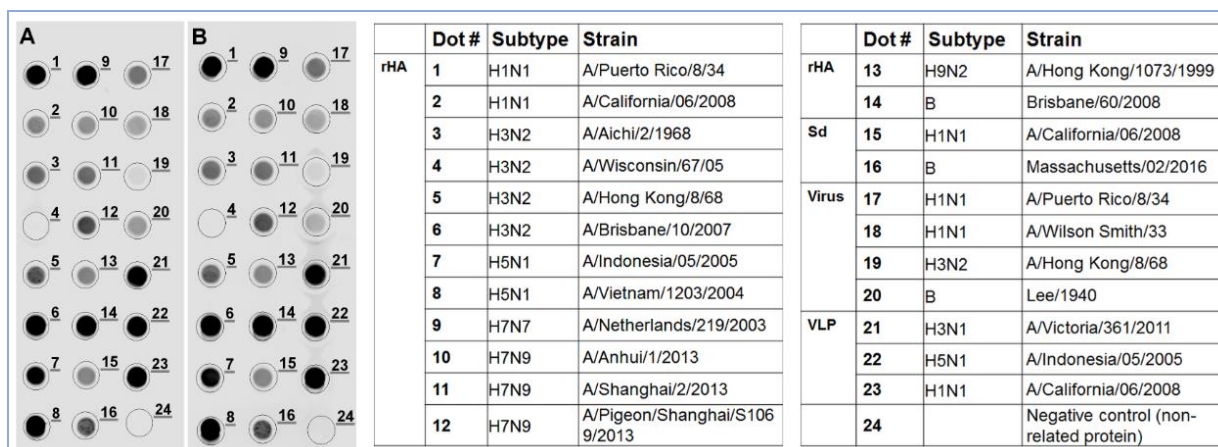 A
1 9 17
2 10 18
3 11 19
4 12 20
5 13 21
6 14 22
7 15 23
8 16 24
B
1 9 17
2 10 18
3 11 19
4 12 20
5 13 21
6 14 22
7 15 23
8 16 24
Dot # Subtype Strain
rHA 1 H1N1 A/Puerto Rico/8/34
2 H1N1 A/California/06/2008
3 H3N2 A/Aichi/2/1968
4 H3N2 A/Wisconsin/67/05
5 H3N2 A/Hong Kong/8/68
6 H3N2 A/Brisbane/10/2007
7 H5N1 A/Indonesia/05/2005
8 H5N1 A/Vietnam/1203/2004
9 H7N7 A/Netherlands/219/2003
10 H7N9 A/Anhui/1/2013
11 H7N9 A/Shanghai/2/2013
12 H7N9 A/Pigeon/Shanghai/S106
9/2013
Dot # Subtype Strain
rHA 13 H9N2 A/Hong Kong/1073/1999
14 B Brisbane/60/2008
Sd 15 H1N1 A/California/06/2008
16 B Massachusetts/02/2016
Virus 17 H1N1 A/Puerto Rico/8/34
18 H1N1 A/Wilson Smith/33
19 H3N2 A/Hong Kong/8/68
20 B Lee/1940
VLP 21 H3N1 A/Victoria/361/2011
22 H5N1 A/Indonesia/05/2005
23 H1N1 A/California/06/2008
24 Negative control (non-
related protein)